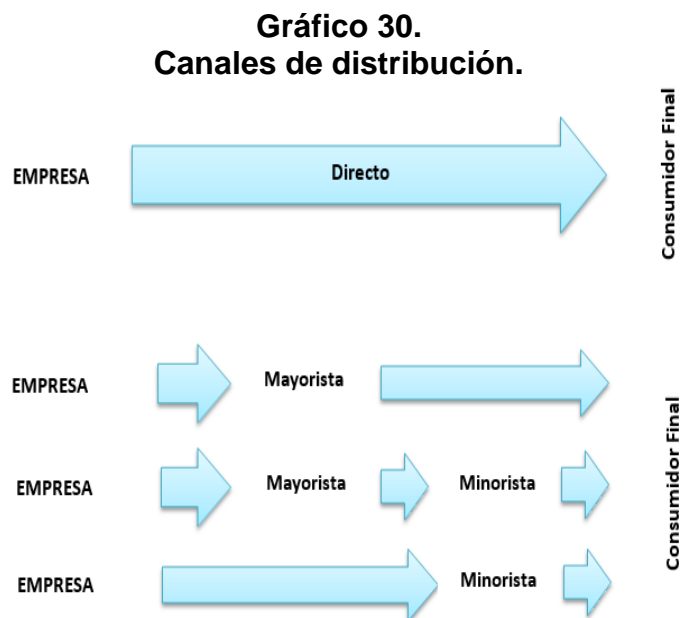 Gráfico 30.
Canales de distribución.
EMPRESA Directo Consumidor Final
EMPRESA Mayorista
EMPRESA Mayorista Minorista
EMPRESA Minorista
Consumidor Final